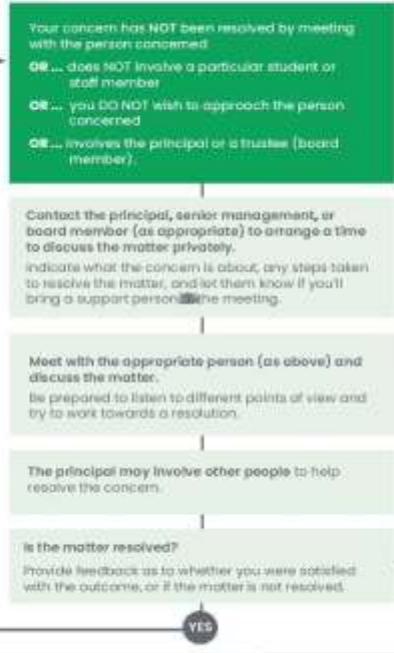 Your concern has NOT been resolved by meeting
with the person concerned
OR ... does NOT involve a particular student or
staff member
OR ... you DO NOT wish to approach the person
concerned
OR ... involves the principal or a trustee (board
member).
Contact the principal, senior management, or
board member (as appropriate) to arrange a time
to discuss the matter privately.
Indicate what the concern is about, any steps taken
to resolve the matter, and let them know if you'll
bring a support person the meeting.
Meet with the appropriate person (as above) and
discuss the matter.
Be prepared to listen to different points of view and
try to work towards a resolution.
The principal may involve other people to help
resolve the concern.
Is the matter resolved?
Provide feedback as to whether you were satisfied
with the outcome, or if the matter is not resolved.
YES